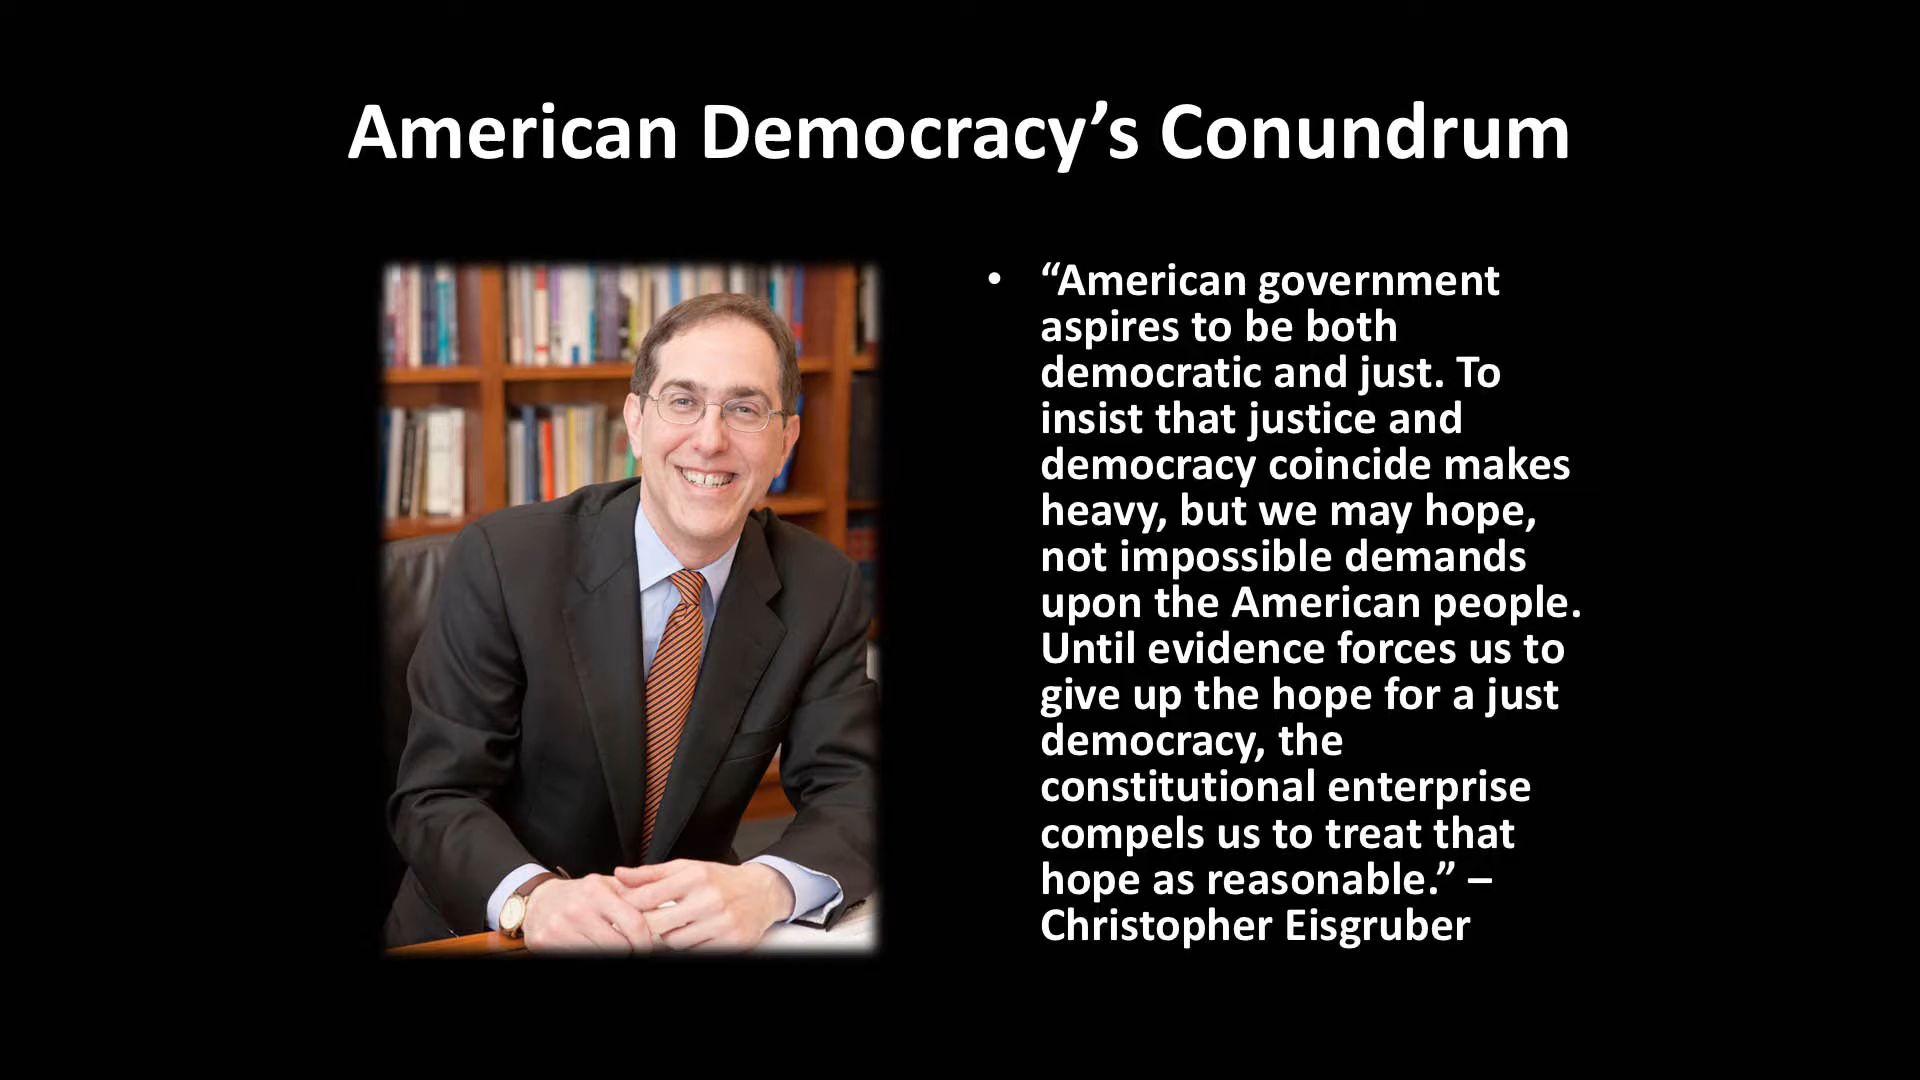 American Democracy’s Conundrum
• “American government
aspires to be both
democratic and just. To
insist that justice and
democracy coincide makes
heavy, but we may hope,
not impossible demands
upon the American people.
Until evidence forces us to
give up the hope for a just
democracy, the
constitutional enterprise
compels us to treat that
hope as reasonable.” –
Christopher Eisgruber